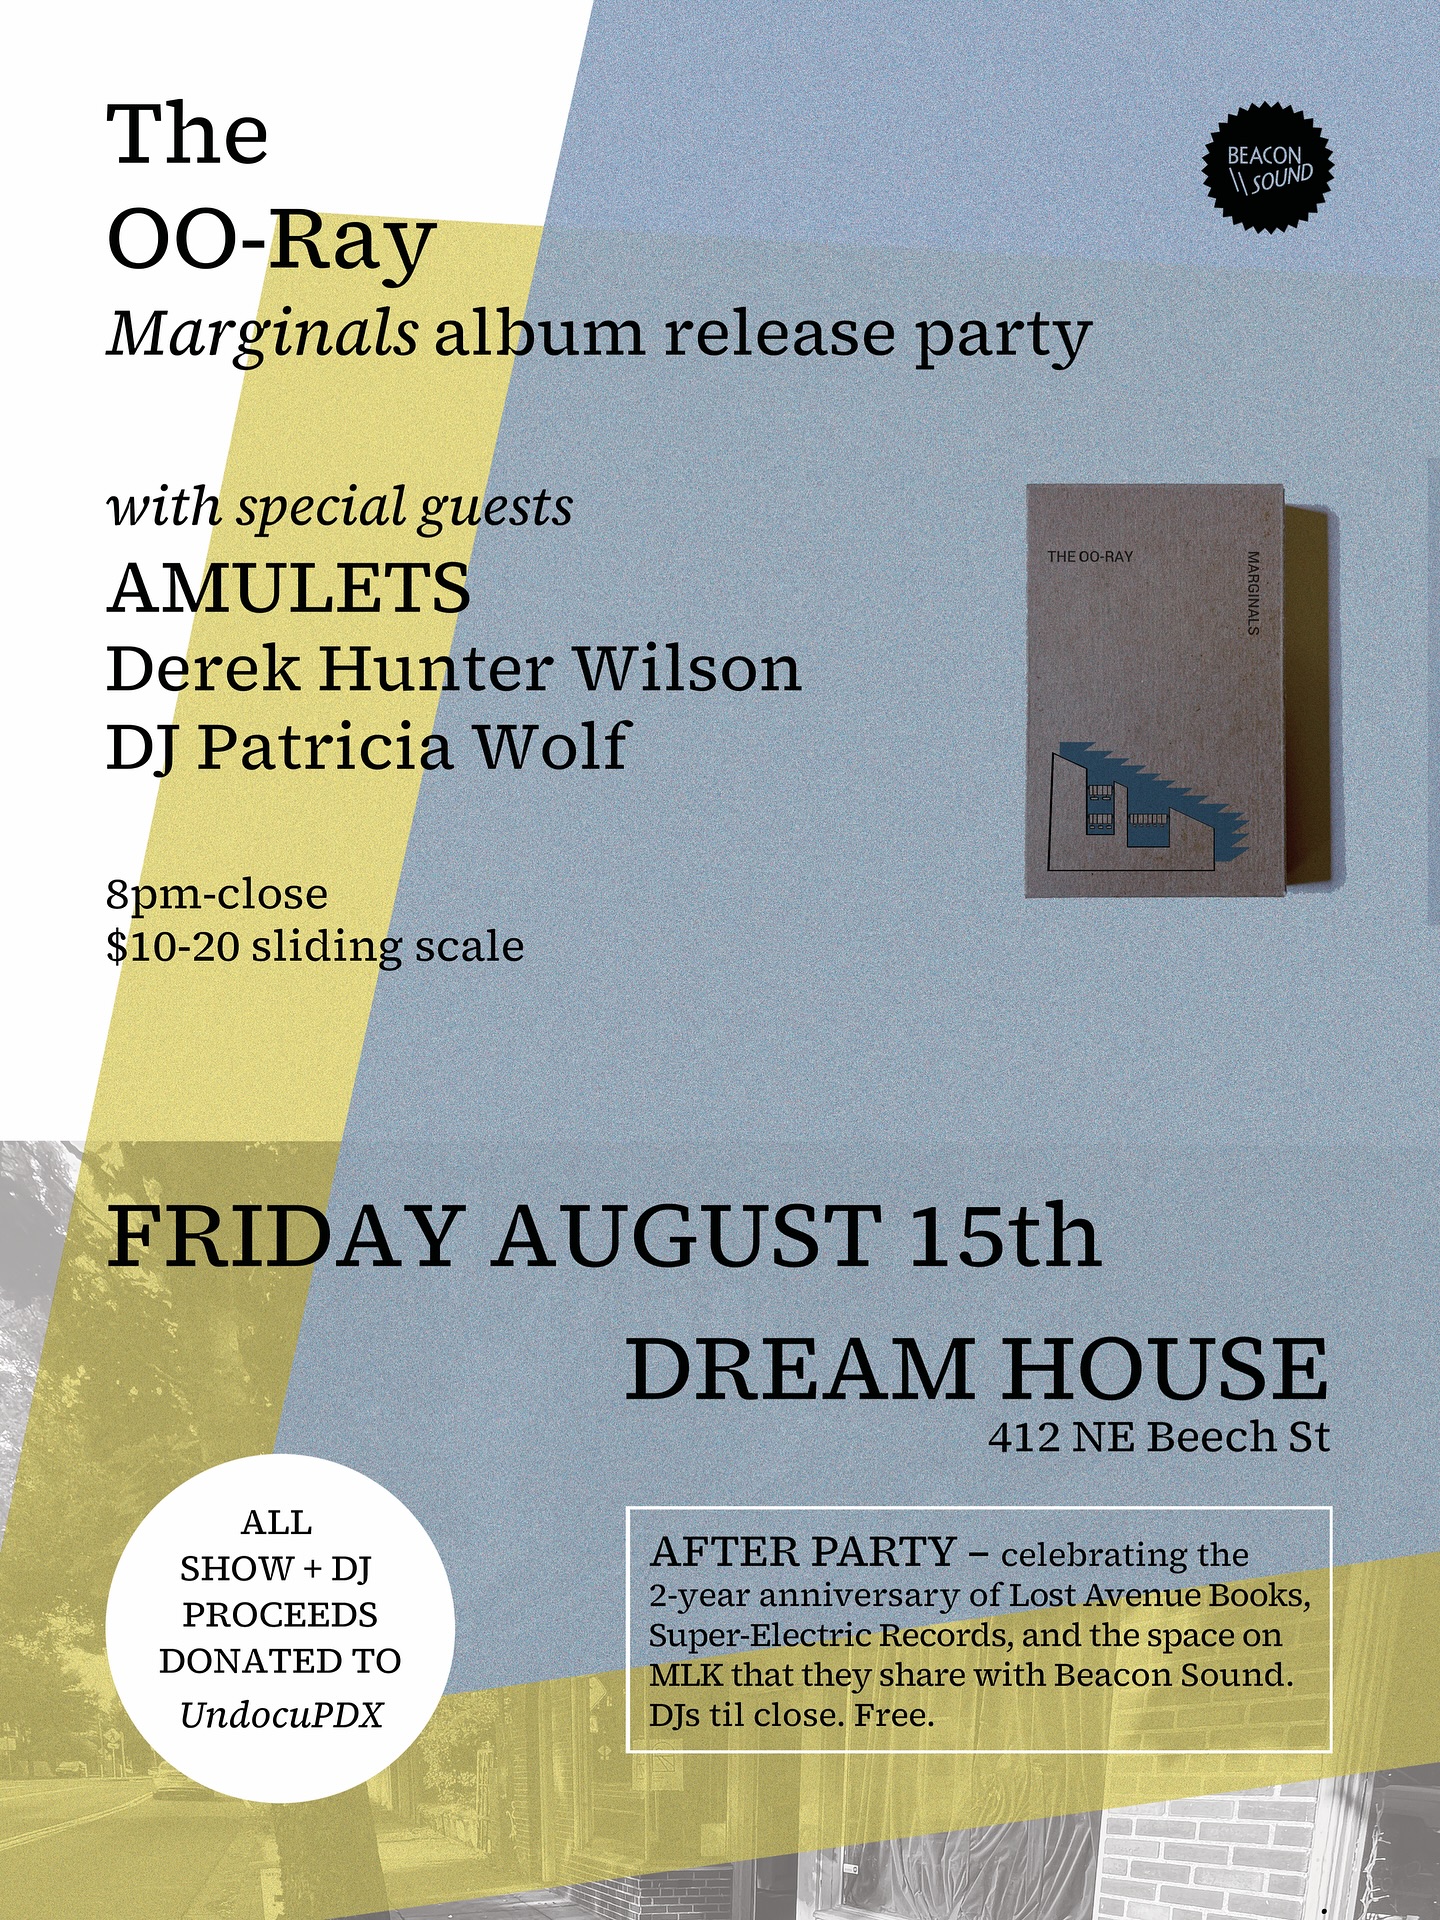 The
OO-Ray
Marginals album release party
BEACON
\\ SOUND
with special guests
AMULETS
Derek Hunter Wilson
DJ Patricia Wolf
THE OO-RAY
MARGINALS
8pm-close
$10-20 sliding scale
FRIDAY AUGUST 15th
DREAM HOUSE
412 NE Beech St
ALL
SHOW + DJ
PROCEEDS
DONATED TO
UndocuPDX
AFTER PARTY – celebrating the
2-year anniversary of Lost Avenue Books,
Super-Electric Records, and the space on
MLK that they share with Beacon Sound.
DJs til close. Free.